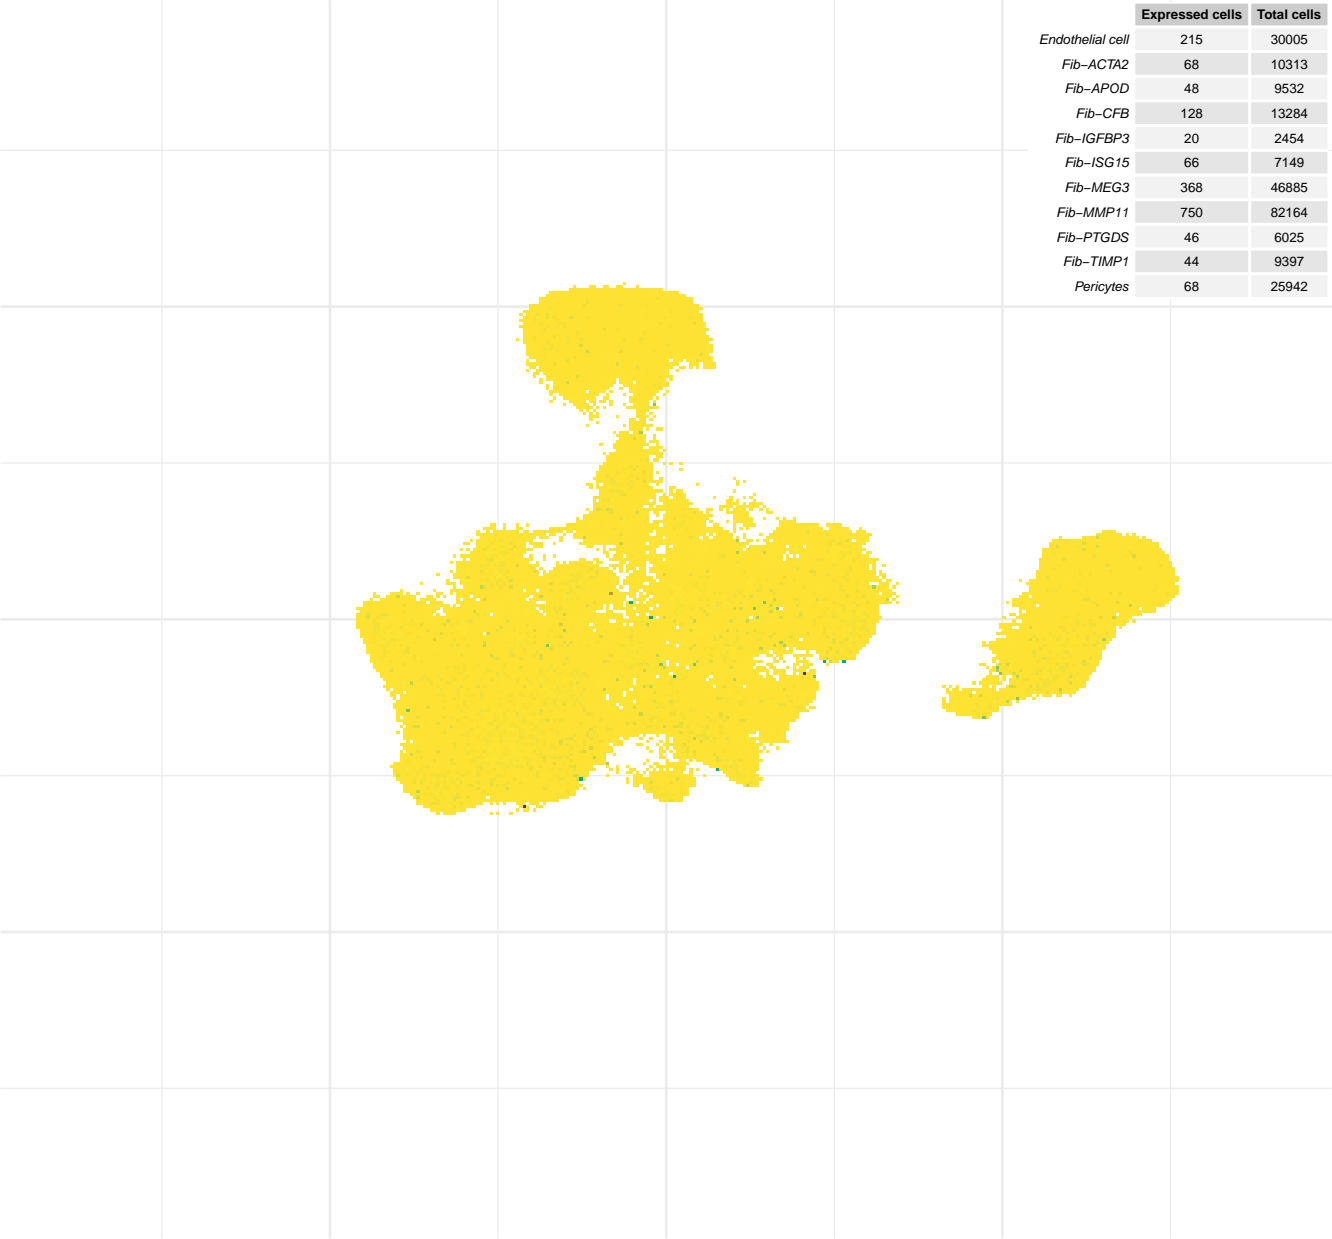 Expressed cells Total cells
Endothelial cell 215 30005
Fib−ACTA2 68 10313
Fib−APOD 48 9532
Fib−CFB 128 13284
Fib−IGFBP3 20 2454
Fib−ISG15 66 7149
Fib−MEG3 368 46885
Fib−MMP11 750 82164
Fib−PTGDS 46 6025
Fib−TIMP1 44 9397
Pericytes 68 25942